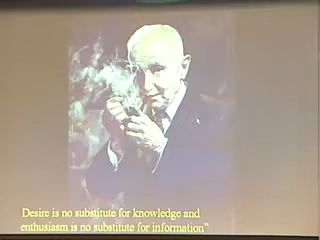 Desire is no substitute for knowledge and
enthusiasm is no substitute for information"